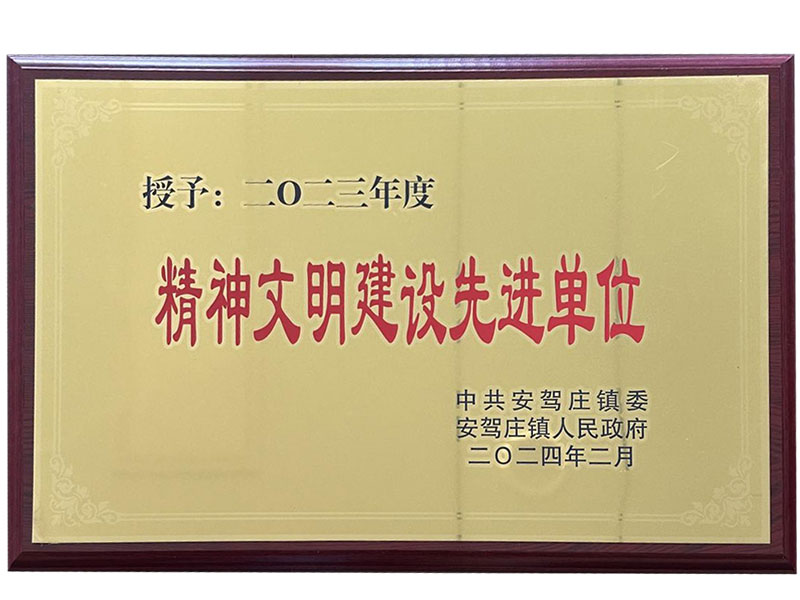 授予：二〇二三年度
精神文明建设先进单位
中共安驾庄镇委
安驾庄镇人民政府
二〇二四年二月